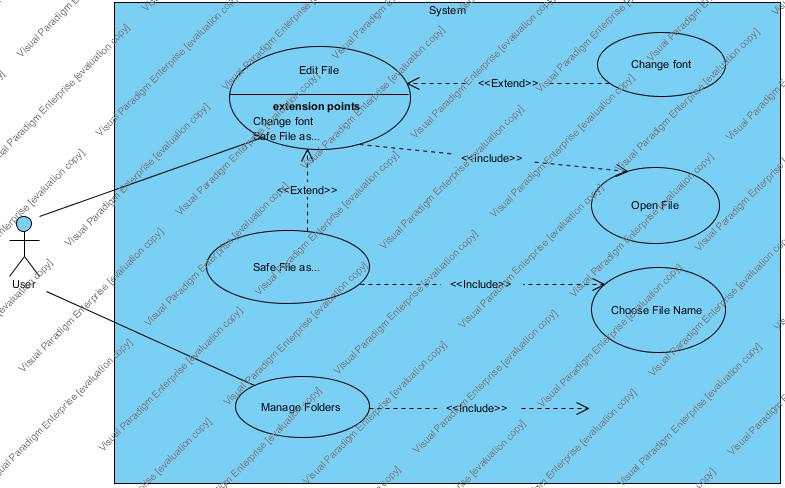 System
Edit File
extension points
Change font
Safe File as...
<<Extend>>
Change font
<<Include>>
Open File
<<Extend>>
User
Safe File as...
<<Include>>
Choose File Name
Manage Folders
<<Include>>
Visual Paradigm Enterprise [evaluation copy]